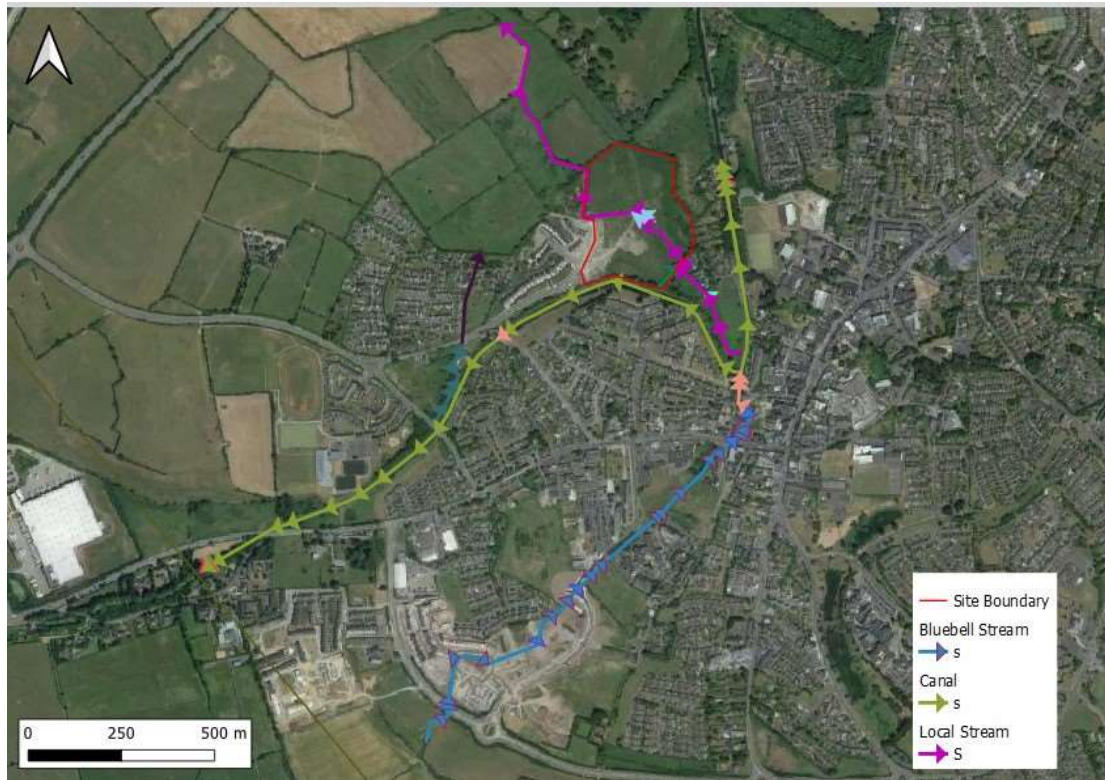 Site Boundary
Bluebell Stream
s
Canal
s
Local Stream
S
0 250 500 m